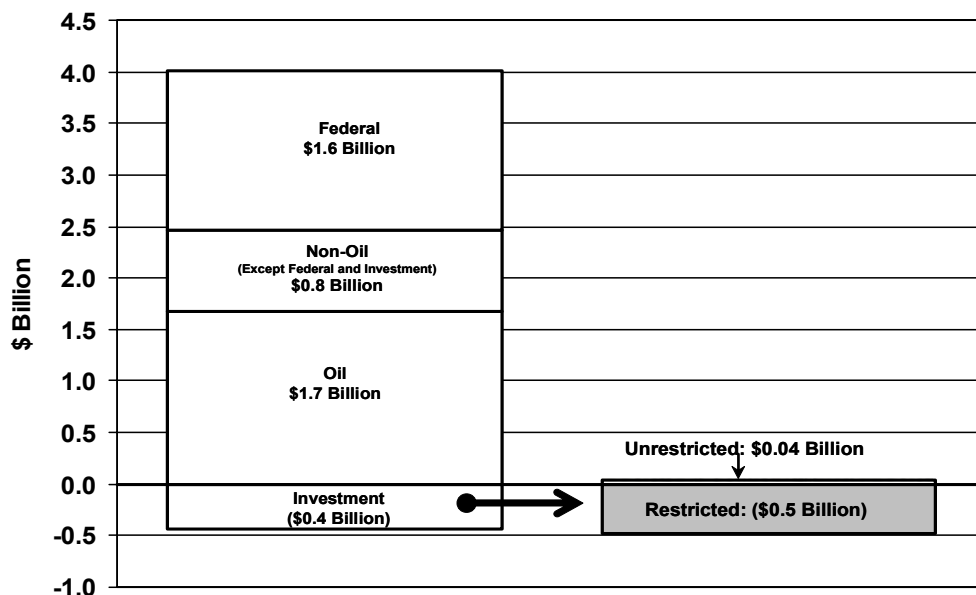 4.5
4.0
3.5
3.0
2.5
2.0
1.5
1.0
0.5
0.0
-0.5
-1.0
$ Billion
Federal
$1.6 Billion
Non-Oil
(Except Federal and Investment)
$0.8 Billion
Oil
$1.7 Billion
Investment
($0.4 Billion)
Unrestricted: $0.04 Billion
Restricted: ($0.5 Billion)